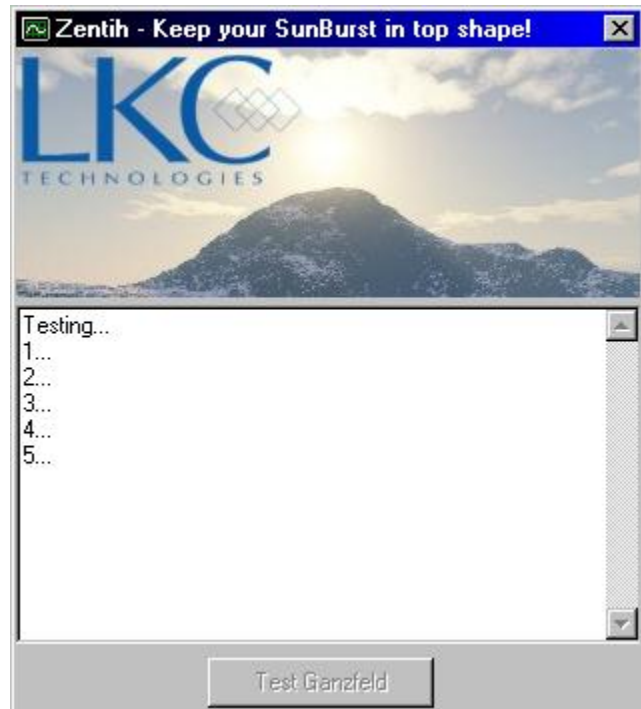 Zentih - Keep your SunBurst in top shape!
LKC
TECHNOLOGIES
Testing...
1...
2...
3...
4...
5...
Test Ganzfeld